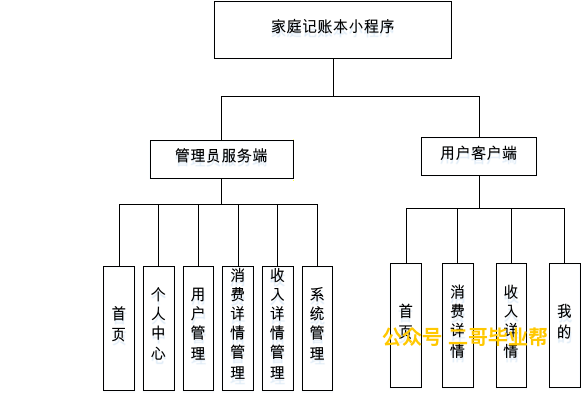 家庭记账本小程序
管理员服务端
用户客户端
首页
个人中心
用户管理
消费详情管理
收入详情管理
系统管理
首页
消费详情
收入详情
我的
公众号 二哥毕业帮